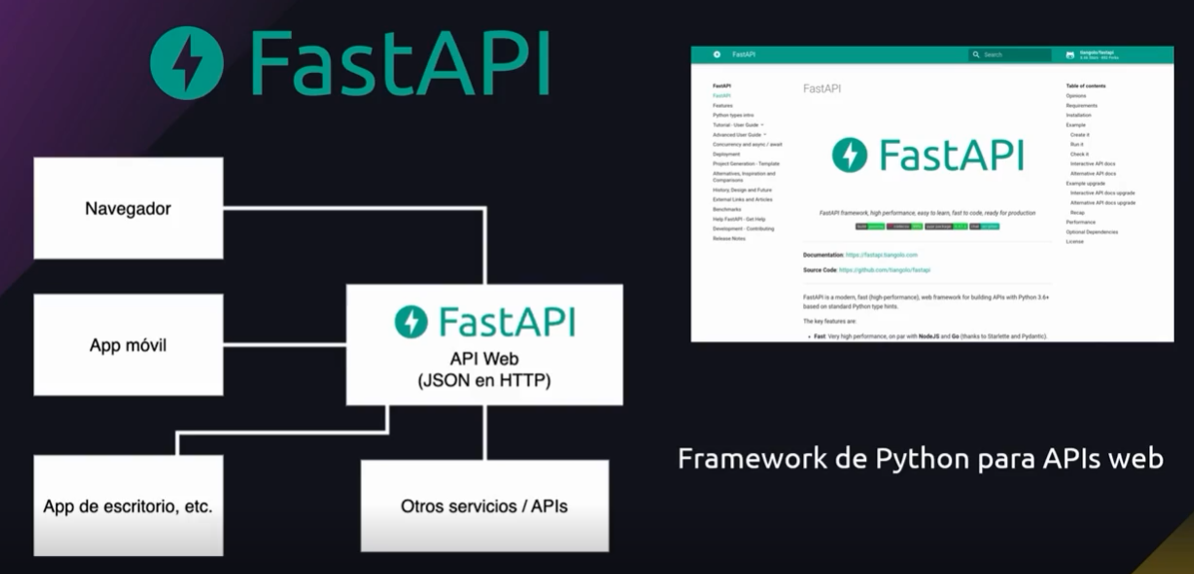 FastAPI
Navegador
App móvil
App de escritorio, etc.
FastAPI
API Web
(JSON en HTTP)
Otros servicios / APIs
FastAPI
Search
tiangolo/fastapi
FastAPI
FastAPI
Features
Python types intro
Tutorial - User Guide
Advanced User Guide
Concurrency and async / await
Deployment
Project Generation - Template
Alternatives, Inspiration and
Comparisons
History, Design and Future
External Links and Articles
Benchmarks
Help FastAPI - Get Help
Development - Contributing
Release Notes
FastAPI
FastAPI
FastAPI framework, high performance, easy to learn, fast to code, ready for production
Documentation: https://fastapi.tiangolo.com
Source Code: https://github.com/tiangolo/fastapi
FastAPI is a modern, fast (high-performance), web framework for building APIs with Python 3.6+
based on standard Python type hints.
The key features are:
Fast: Very high performance, on par with NodeJS and Go (thanks to Starlette and Pydantic).
Table of contents
Opinions
Requirements
Installation
Example
Create it
Run it
Check it
Interactive API docs
Alternative API docs
Example upgrade
Interactive API docs upgrade
Alternative API docs upgrade
Recap
Performance
Optional Dependencies
License
Framework de Python para APIs web